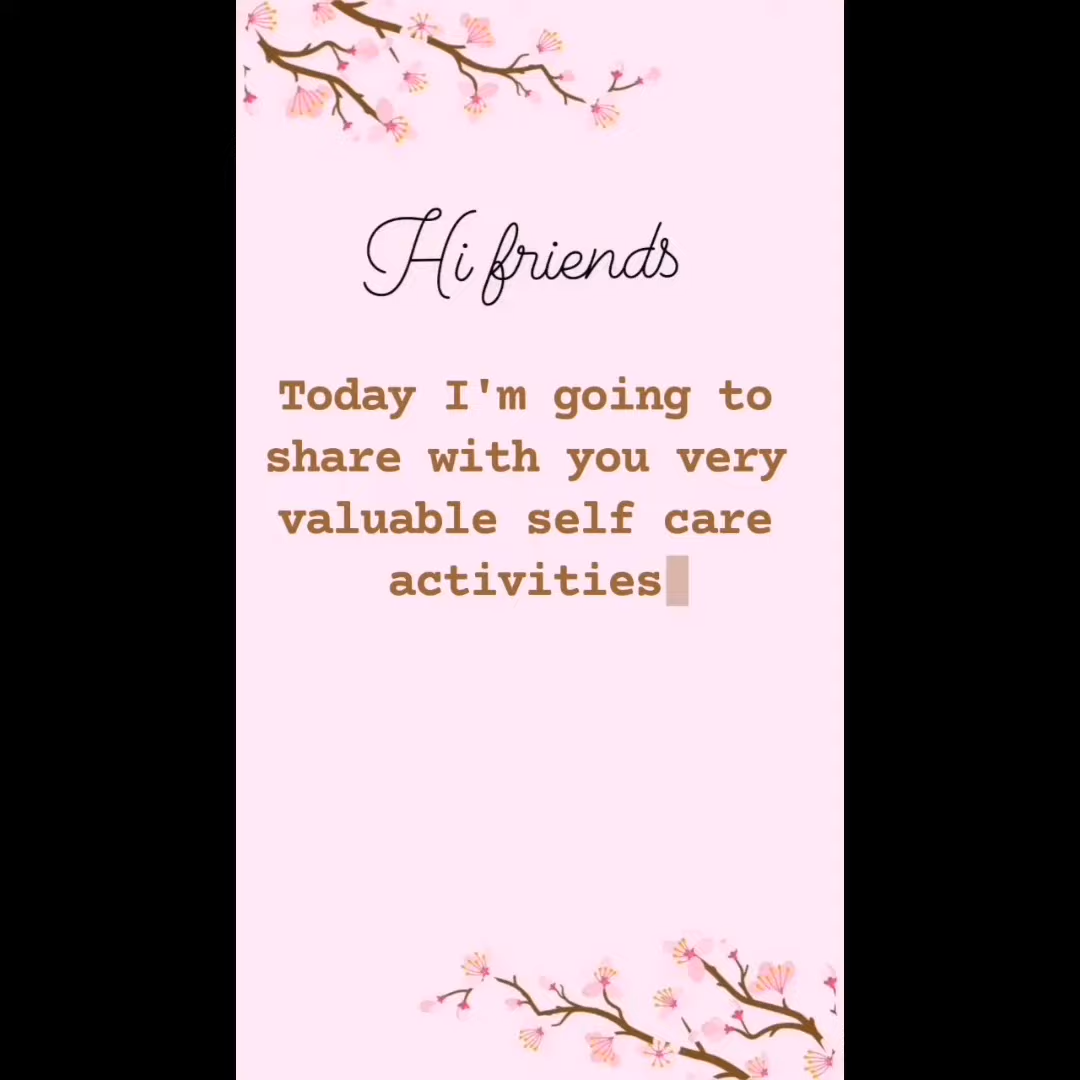 Hi friends
Today I'm going to
share with you very
valuable self care
activities